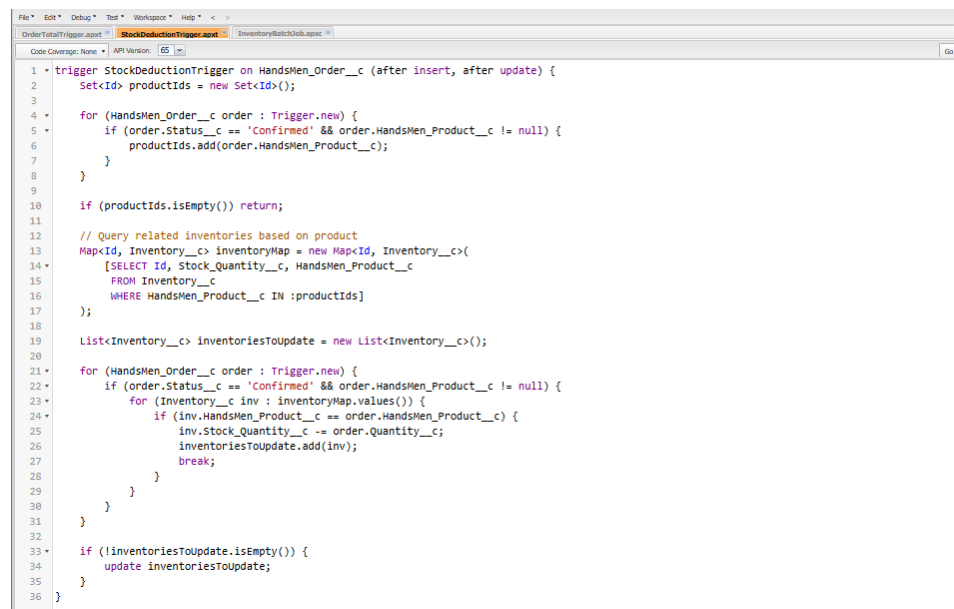 File Edit Debug Test Workspace Help < >
OrderTotalTrigger.apxt StockDeductionTrigger.apxt InventoryBatchJob.apxc
Code Coverage: None API Version: 65 Go
1 trigger StockDeductionTrigger on HandsMen_Order__c (after insert, after update) {
2 Set<Id> productIds = new Set<Id>();
3
4 for (HandsMen_Order__c order : Trigger.new) {
5 if (order.Status__c == 'Confirmed' && order.HandsMen_Product__c != null) {
6 productIds.add(order.HandsMen_Product__c);
7 }
8 }
9
10 if (productIds.isEmpty()) return;
11
12 // Query related inventories based on product
13 Map<Id, Inventory__c> inventoryMap = new Map<Id, Inventory__c>(
14 [SELECT Id, Stock_Quantity__c, HandsMen_Product__c
15 FROM Inventory__c
16 WHERE HandsMen_Product__c IN :productIds]
17 );
18
19 List<Inventory__c> inventoriesToUpdate = new List<Inventory__c>();
20
21 for (HandsMen_Order__c order : Trigger.new) {
22 if (order.Status__c == 'Confirmed' && order.HandsMen_Product__c != null) {
23 for (Inventory__c inv : inventoryMap.values()) {
24 if (inv.HandsMen_Product__c == order.HandsMen_Product__c) {
25 inv.Stock_Quantity__c -= order.Quantity__c;
26 inventoriesToUpdate.add(inv);
27 break;
28 }
29 }
30 }
31 }
32
33 if (!inventoriesToUpdate.isEmpty()) {
34 update inventoriesToUpdate;
35 }
36 }